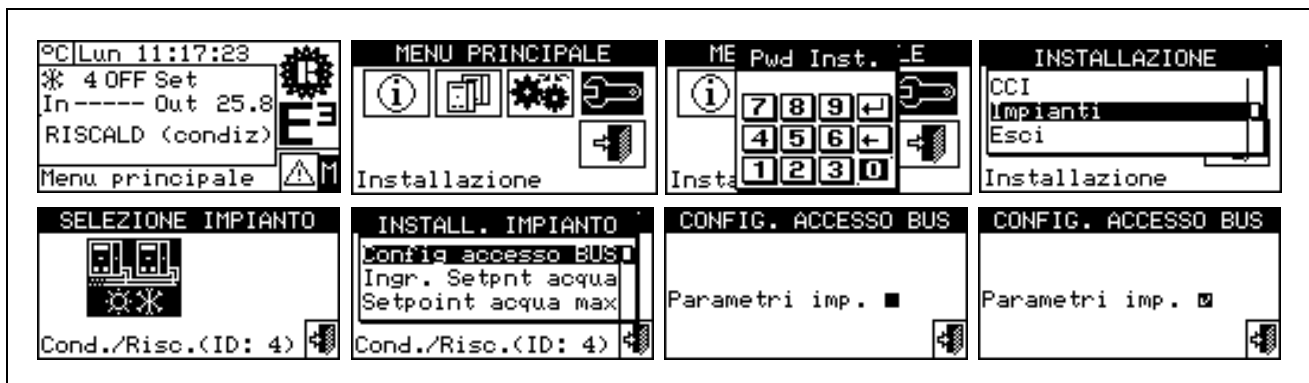 °C Lun 11:17:23
4 OFF Set
In ----- Out 25.8
RISCALD (condiz)
E³
Menu principale M
MENU PRINCIPALE
Installazione
ME LE
Pwd Inst.
7 8 9
4 5 6
1 2 3 0
Insta
INSTALLAZIONE
CCI
Impianti
Esci
Installazione
SELEZIONE IMPIANTO
Cond./Risc.(ID: 4)
INSTALL. IMPIANTO
Config accesso BUS
Ingr. Setpnt acqua
Setpoint acqua max
Cond./Risc.(ID: 4)
CONFIG. ACCESSO BUS
Parametri imp.
CONFIG. ACCESSO BUS
Parametri imp.